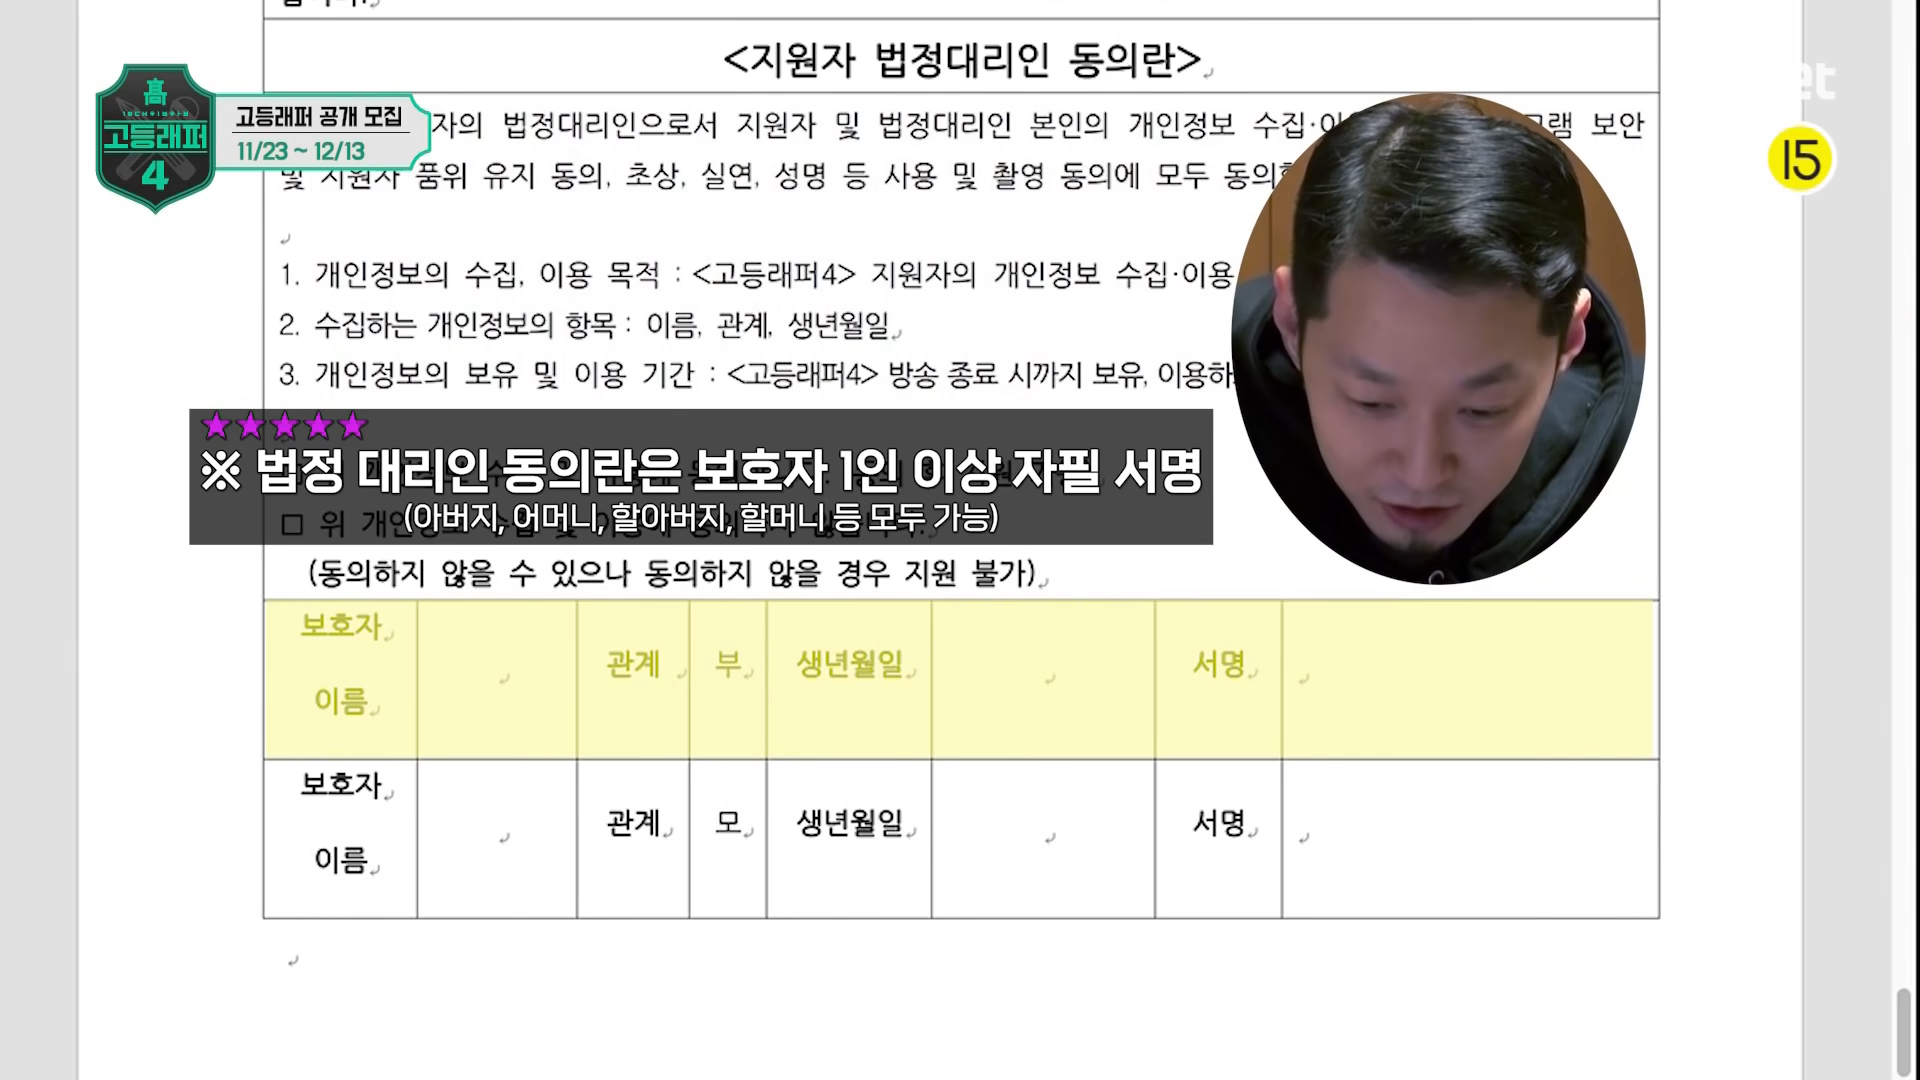 <지원자 법정대리인 동의란>
고등래퍼
4
고등래퍼 공개 모집
11/23 ~ 12/13
15
자의 법정대리인으로서 지원자 및 법정대리인 본인의 개인정보 수집·이 램 보안
및 지원자 품위 유지 동의, 초상, 실연, 성명 등 사용 및 촬영 동의에 모두 동의
1. 개인정보의 수집, 이용 목적 : <고등래퍼4> 지원자의 개인정보 수집·이용
2. 수집하는 개인정보의 항목 : 이름, 관계, 생년월일
3. 개인정보의 보유 및 이용 기간 : <고등래퍼4> 방송 종료 시까지 보유, 이용하
※ 법정 대리인 동의란은 보호자 1인 이상 자필 서명
(아버지, 어머니, 할아버지, 할머니 등 모두 가능)
(동의하지 않을 수 있으나 동의하지 않을 경우 지원 불가)
보호자 이름 관계 부 생년월일 서명
보호자 이름 관계 모 생년월일 서명